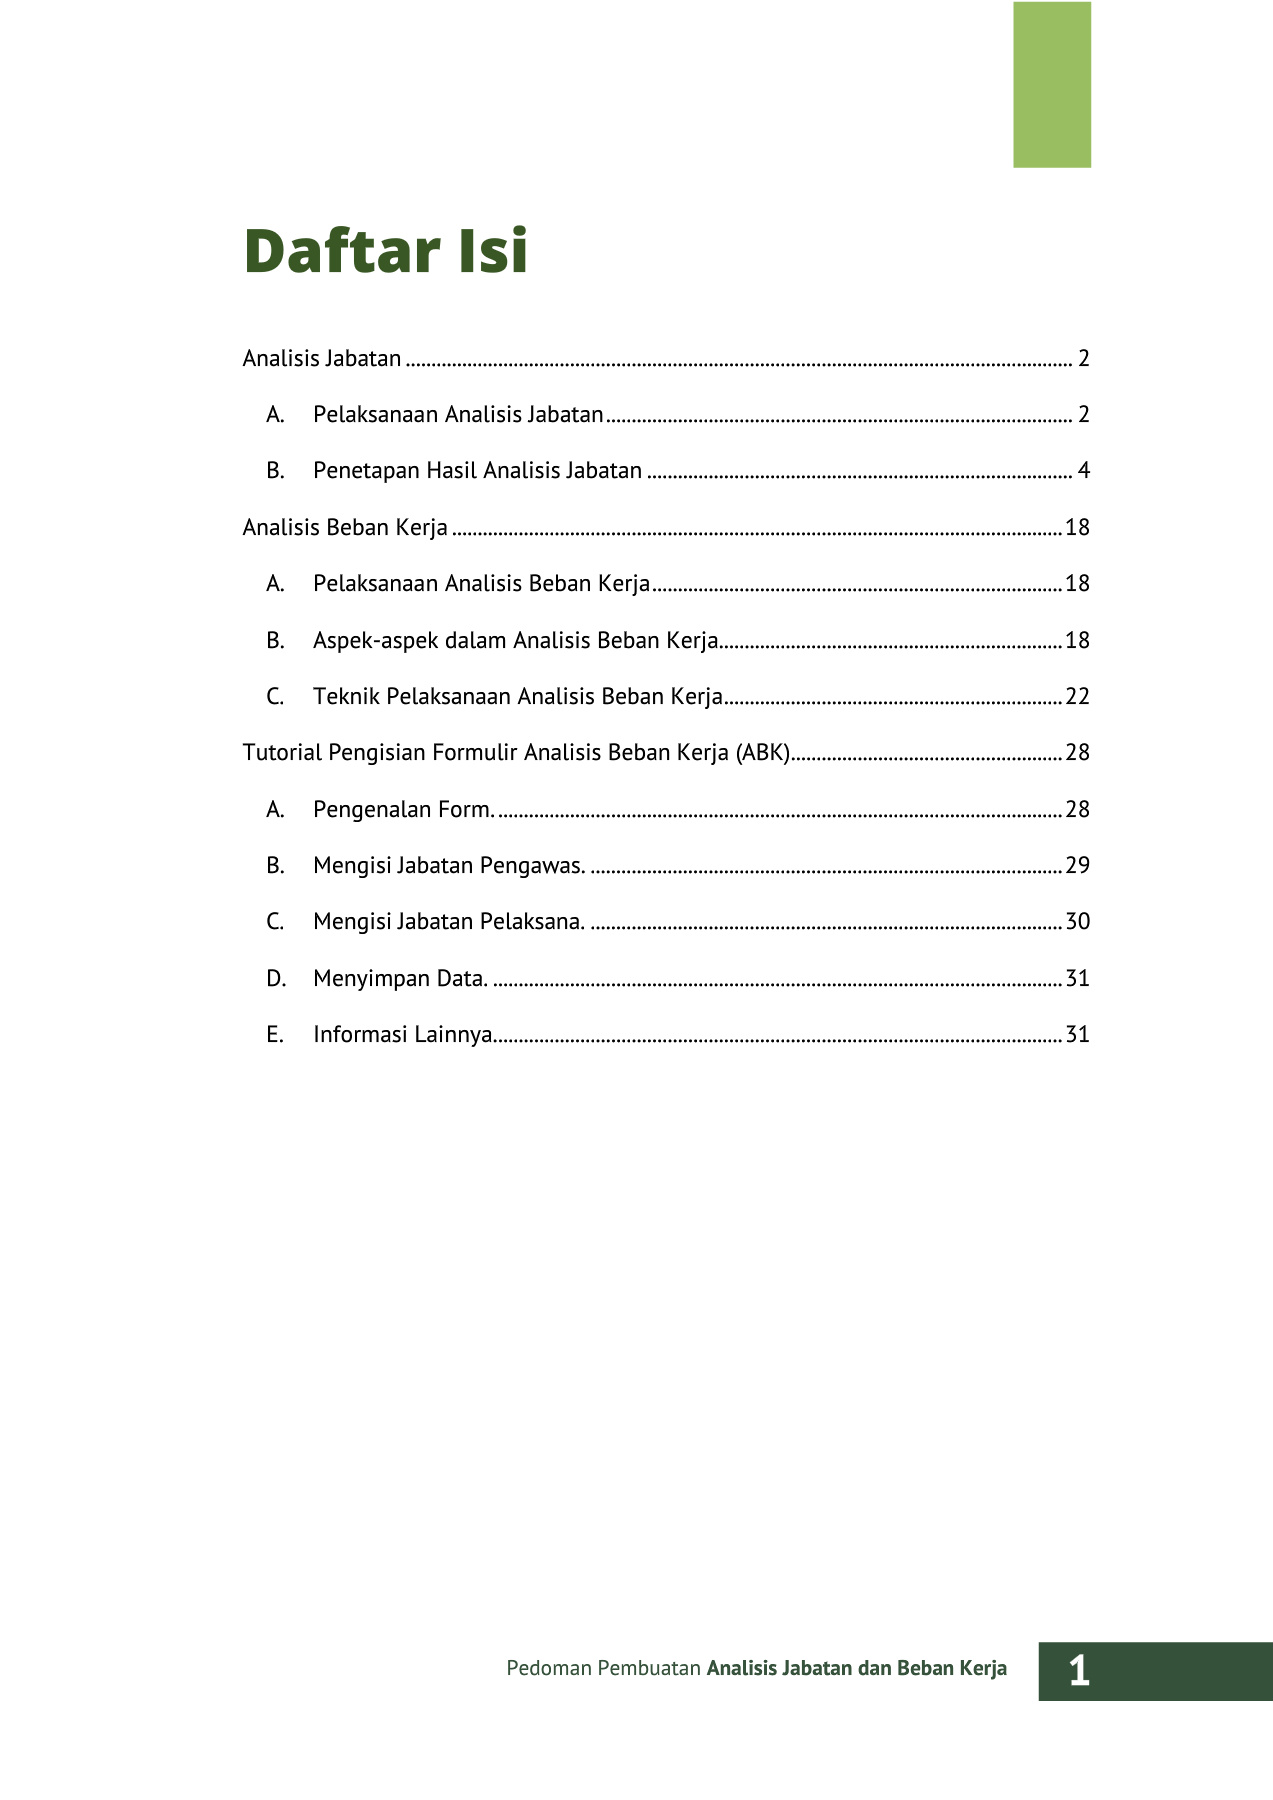 Daftar Isi
Analisis Jabatan ........................................................................................................................ 2
A. Pelaksanaan Analisis Jabatan .................................................................................... 2
B. Penetapan Hasil Analisis Jabatan ............................................................................. 4
Analisis Beban Kerja ............................................................................................................... 18
A. Pelaksanaan Analisis Beban Kerja ........................................................................... 18
B. Aspek-aspek dalam Analisis Beban Kerja ............................................................... 18
C. Teknik Pelaksanaan Analisis Beban Kerja .............................................................. 22
Tutorial Pengisian Formulir Analisis Beban Kerja (ABK) .................................................. 28
A. Pengenalan Form. ...................................................................................................... 28
B. Mengisi Jabatan Pengawas. ...................................................................................... 29
C. Mengisi Jabatan Pelaksana. ...................................................................................... 30
D. Menyimpan Data. ....................................................................................................... 31
E. Informasi Lainnya ....................................................................................................... 31
Pedoman Pembuatan Analisis Jabatan dan Beban Kerja 1